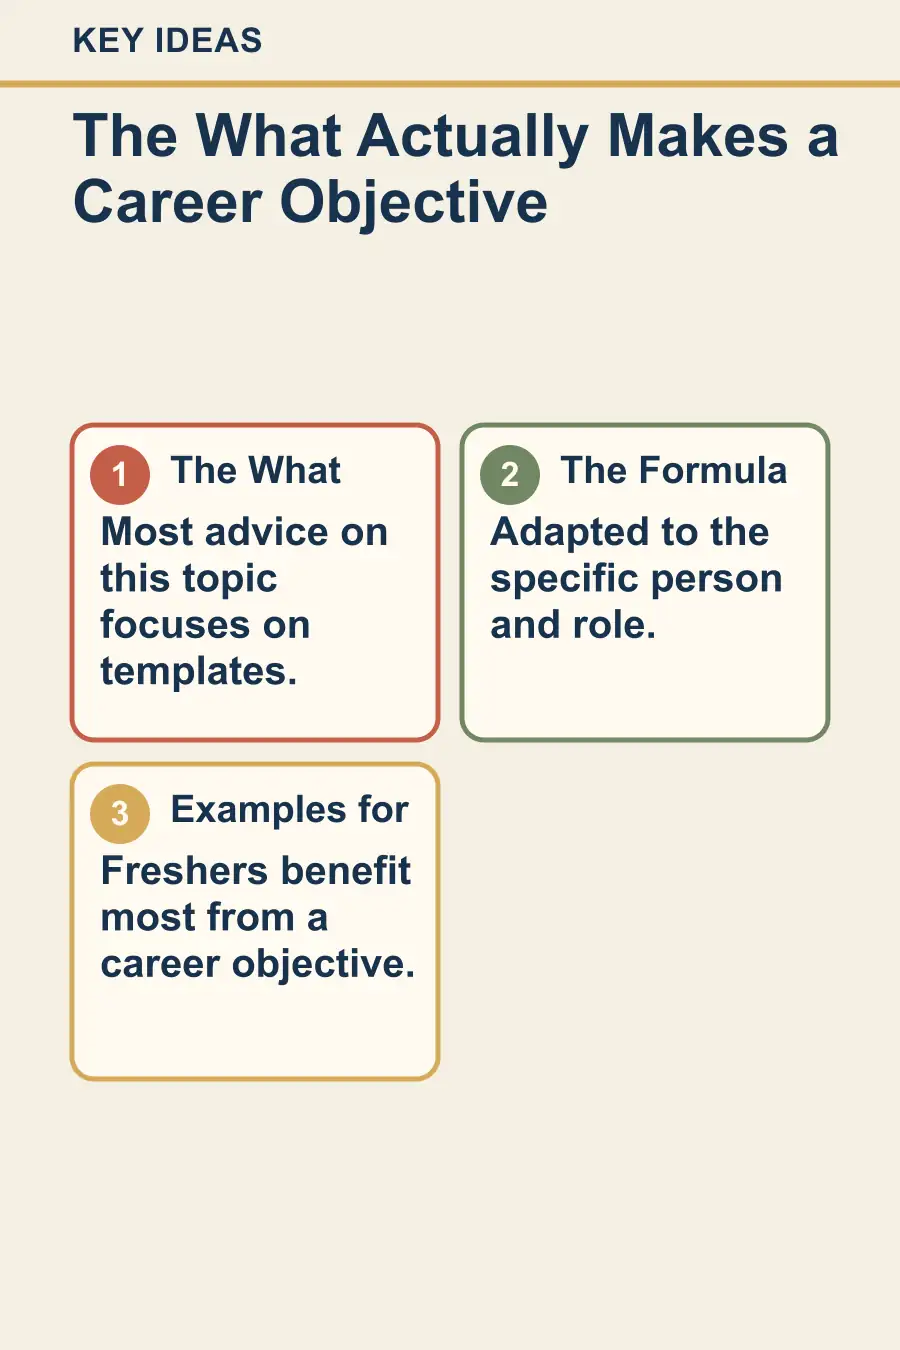 KEY IDEAS
The What Actually Makes a
Career Objective
1 The What
Most advice on
this topic
focuses on
templates.
2 The Formula
Adapted to the
specific person
and role.
3 Examples for
Freshers benefit
most from a
career objective.